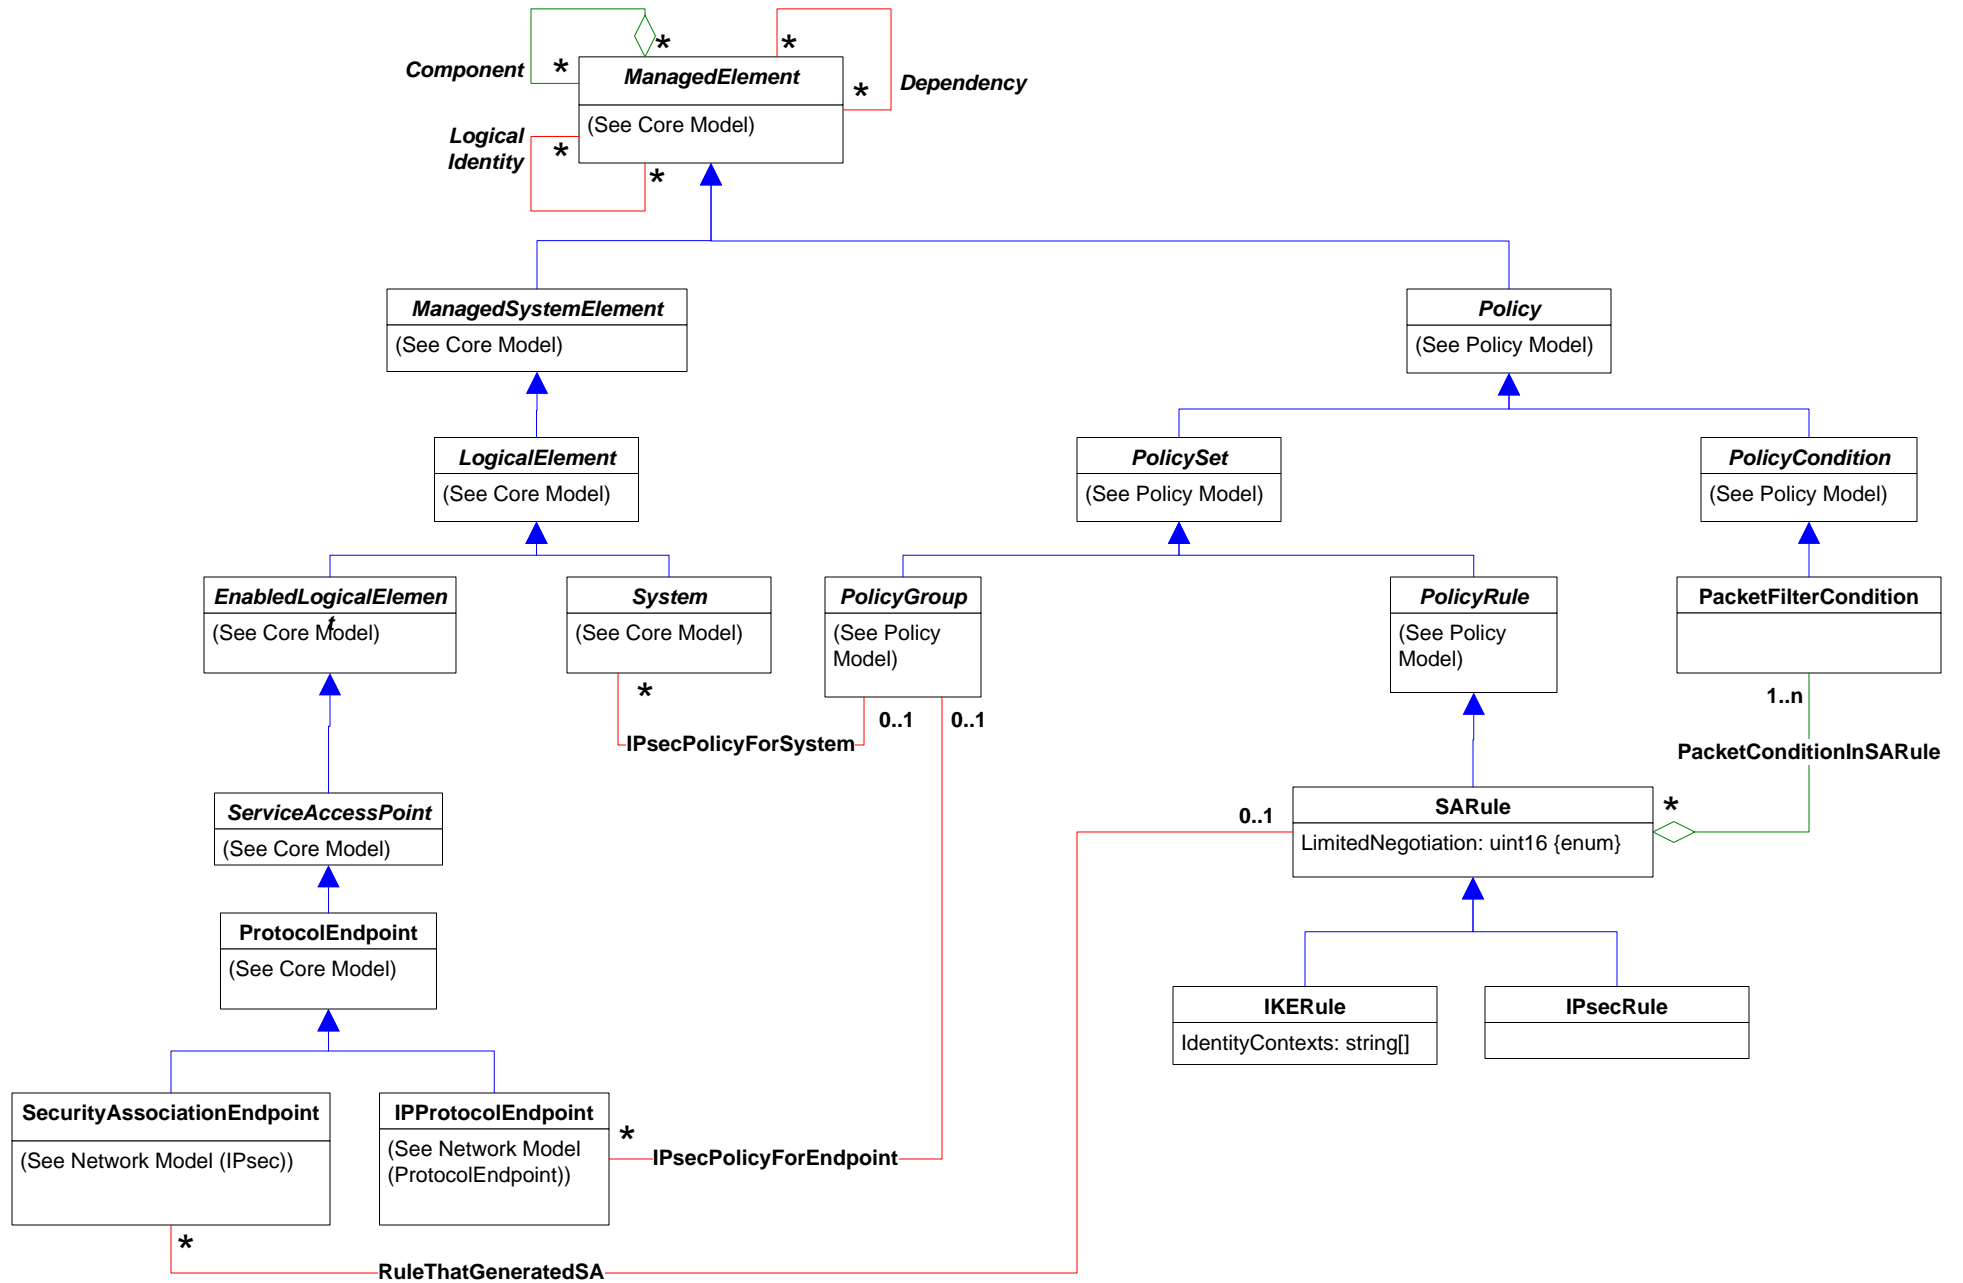 *
*
Component
*
ManagedElement
*
Dependency
(See Core Model)
Logical
Identity
*
*
ManagedSystemElement
(See Core Model)
Policy
(See Policy Model)
LogicalElement
(See Core Model)
PolicySet
(See Policy Model)
PolicyCondition
(See Policy Model)
EnabledLogicalElemen
t
(See Core Model)
System
(See Core Model)
PolicyGroup
(See Policy
Model)
PolicyRule
(See Policy
Model)
PacketFilterCondition
*
0..1
0..1
1..n
IPsecPolicyForSystem
PacketConditionInSARule
ServiceAccessPoint
(See Core Model)
0..1
SARule
*
LimitedNegotiation: uint16 {enum}
ProtocolEndpoint
(See Core Model)
IKERule
IdentityContexts: string[]
IPsecRule
SecurityAssociationEndpoint
(See Network Model (IPsec))
IPProtocolEndpoint
(See Network Model
(ProtocolEndpoint))
*
IPsecPolicyForEndpoint
*
RuleThatGeneratedSA